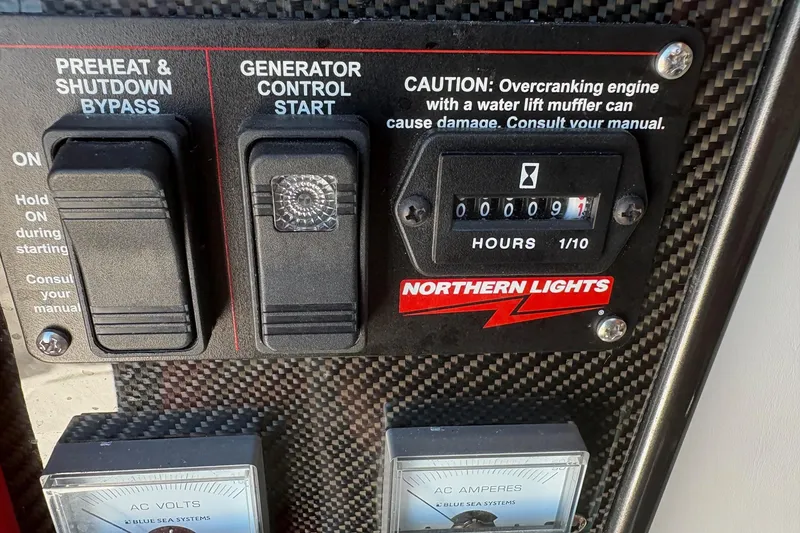 PREHEAT &
SHUTDOWN
BYPASS
ON
Hold
ON
during
starting
Consul
your
manual
GENERATOR
CONTROL
START
CAUTION: Overcranking engine
with a water lift muffler can
cause damage. Consult your manual.
0 0 0 0 9 1
HOURS 1/10
NORTHERN LIGHTS
®
AC VOLTS
BLUE SEA SYSTEMS
AC AMPERES
BLUE SEA SYSTEMS